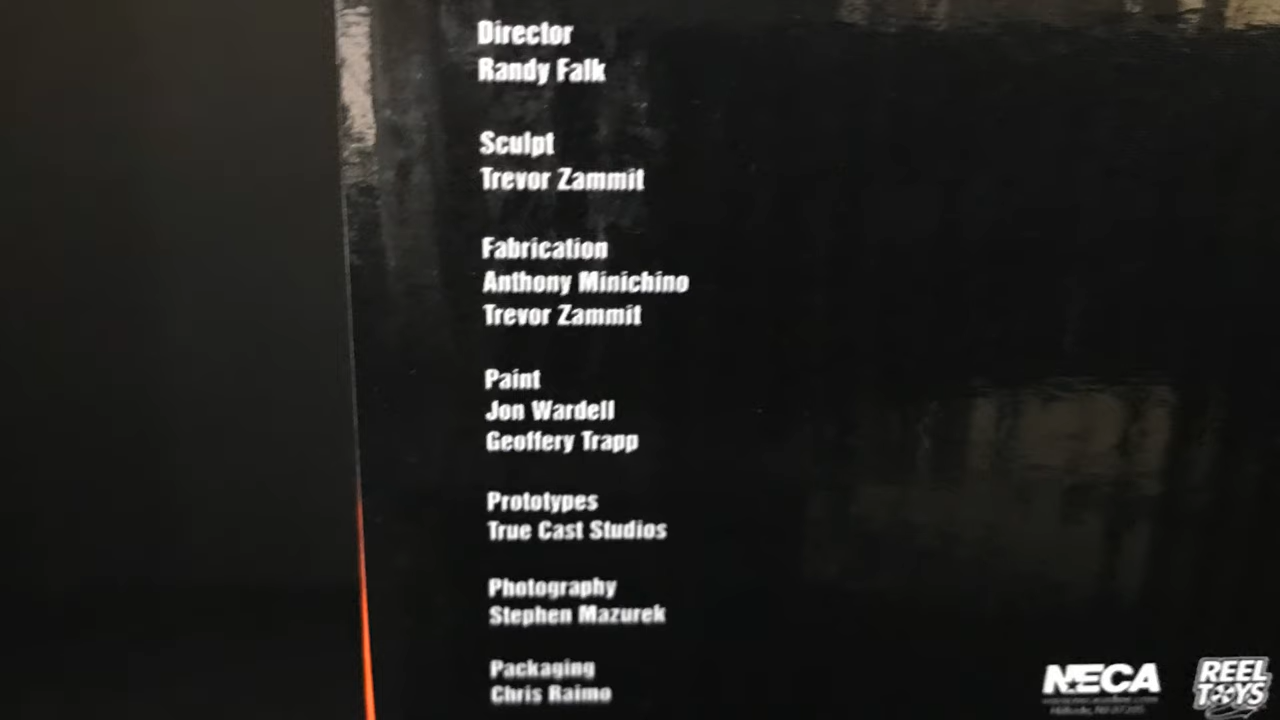 Director
Randy Falk
Sculpt
Trevor Zammit
Fabrication
Anthony Minichino
Trevor Zammit
Paint
Jon Wardell
Geoffery Trapp
Prototypes
True Cast Studios
Photography
Stephen Mazurek
Packaging
Chris Raimo
NECA
REEL
TOYS